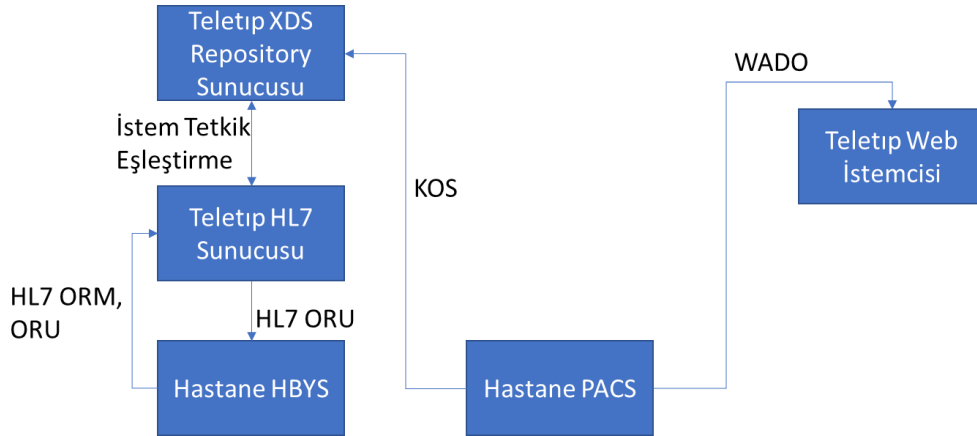 Teletıp XDS
Repository
Sunucusu
WADO
İstem Tetkik
Eşleştirme
Teletıp Web
İstemcisi
KOS
Teletıp HL7
Sunucusu
HL7 ORM,
ORU
HL7 ORU
Hastane HBYS
Hastane PACS